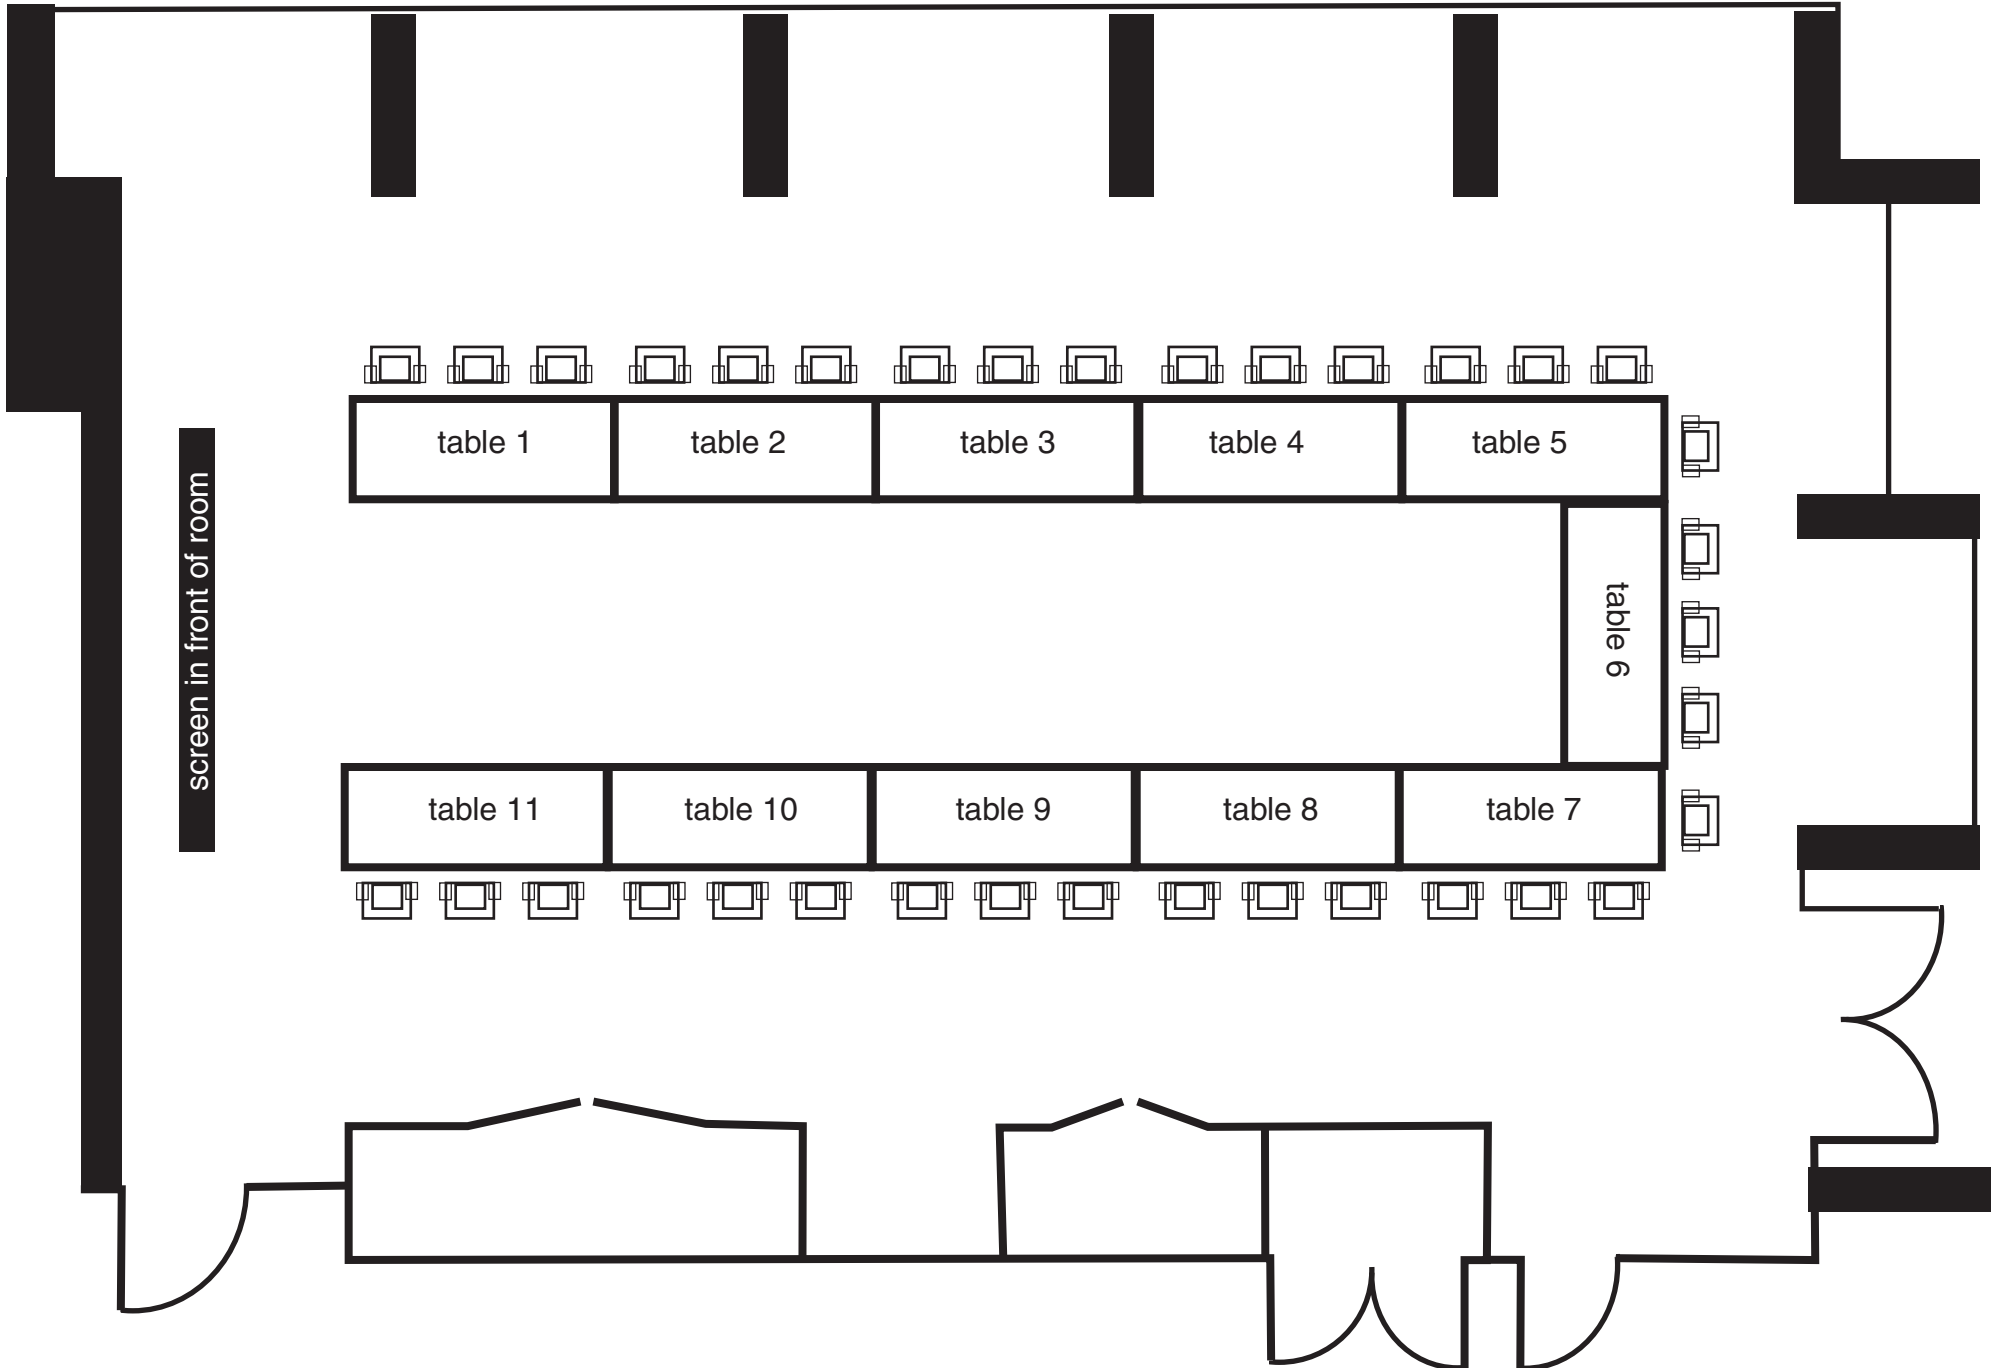 table 1
table 2
table 3
table 4
table 5
screen in front of room
table 6
table 11
table 10
table 9
table 8
table 7